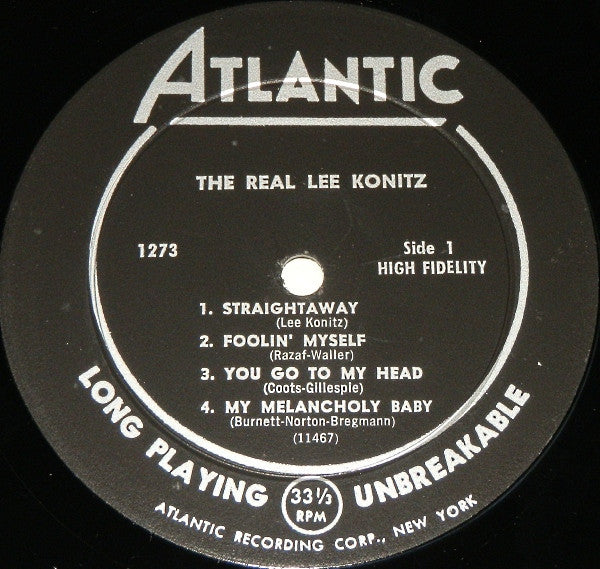 ATLANTIC
THE REAL LEE KONITZ
1273
Side 1
HIGH FIDELITY
1. STRAIGHTAWAY
(Lee Konitz)
2. FOOLIN' MYSELF
(Razaf-Waller)
3. YOU GO TO MY HEAD
(Coots-Gillespie)
4. MY MELANCHOLY BABY
(Burnett-Norton-Bregmann)
(11467)
LONG PLAYING 33⅓ RPM UNBREAKABLE
ATLANTIC RECORDING CORP., NEW YORK